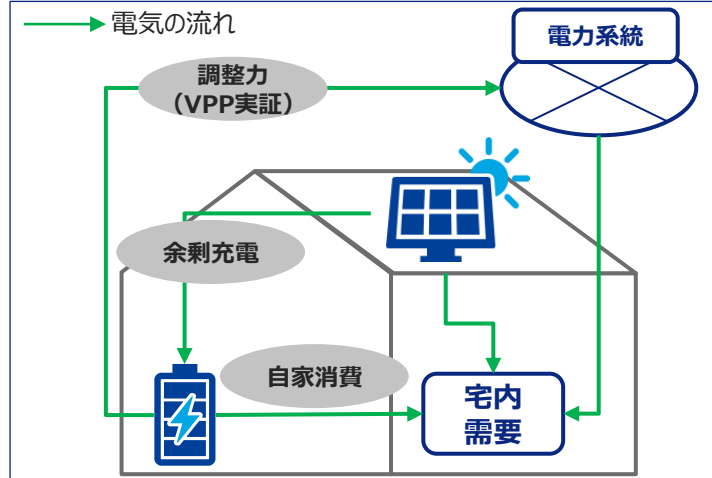 電気の流れ
電力系統
調整力
（VPP実証）
余剰充電
自家消費
宅内
需要